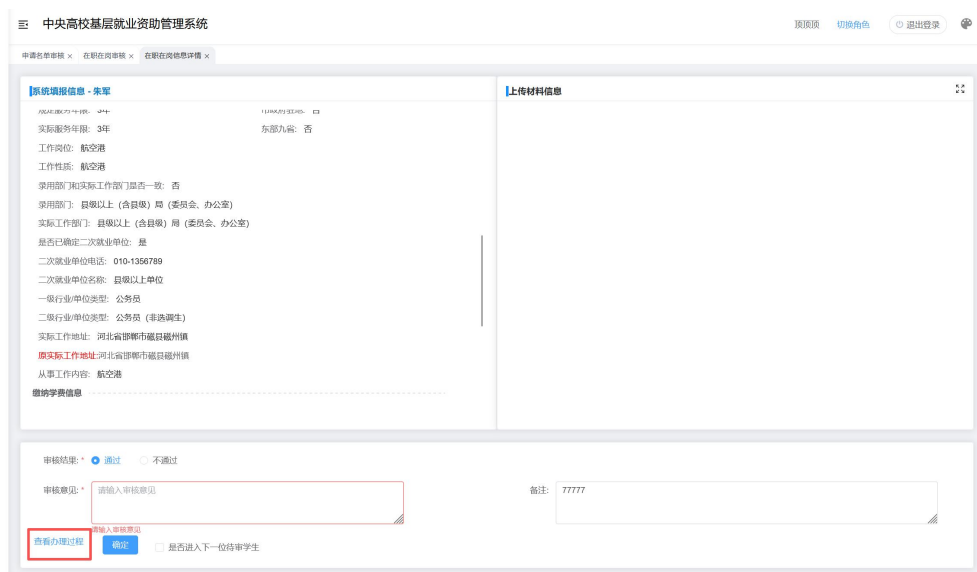 中央高校基层就业资助管理系统
顶顶顶 切换角色 退出登录
申请名单审核 × 在职在岗审核 × 在职在岗信息详情 ×
系统填报信息 - 朱军
上传材料信息
实际服务年限: 3年 东部九省: 否
工作岗位: 航空港
工作性质: 航空港
录用部门和实际工作部门是否一致: 否
录用部门: 县级以上 (含县级) 局 (委员会、办公室)
实际工作部门: 县级以上 (含县级) 局 (委员会、办公室)
是否已确定二次就业单位: 是
二次就业单位电话: 010-1356789
二次就业单位名称: 县级以上单位
一级行业/单位类型: 公务员
二级行业/单位类型: 公务员 (非选调生)
实际工作地址: 河北省邯郸市磁县磁州镇
原实际工作地址:河北省邯郸市磁县磁州镇
从事工作内容: 航空港
缴纳学费信息
审核结果: * 通过 不通过
审核意见: * 请输入审核意见
备注: 77777
请输入审核意见
查看办理过程 确定 是否进入下一位待审学生